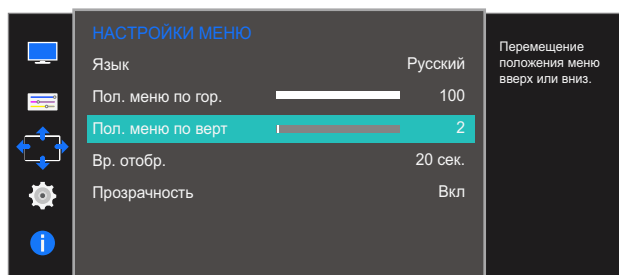 НАСТРОЙКИ МЕНЮ
Язык Русский
Пол. меню по гор. 100
Пол. меню по верт 2
Вр. отобр. 20 сек.
Прозрачность Вкл
Перемещение
положения меню
вверх или вниз.